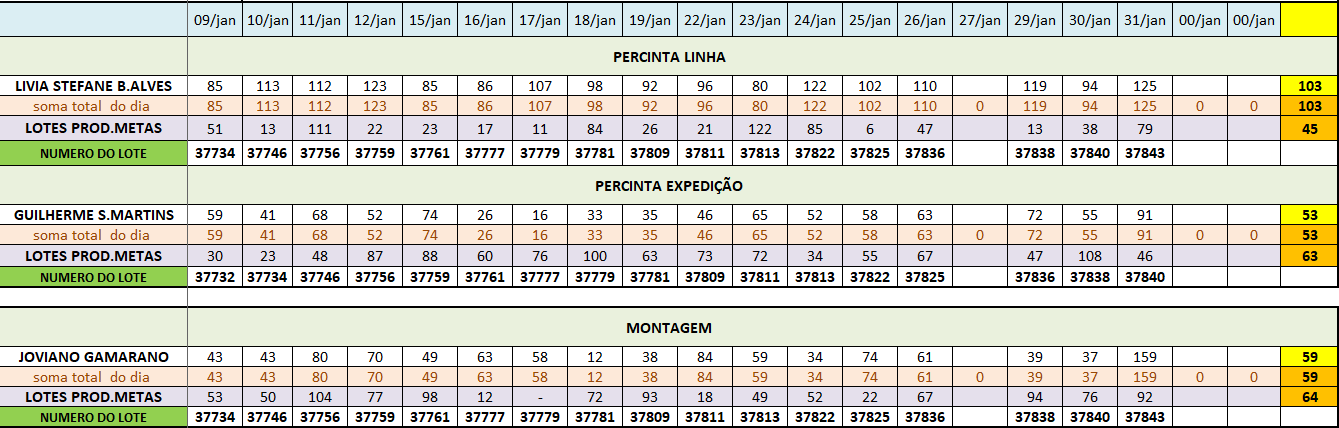 09/jan 10/jan 11/jan 12/jan 15/jan 16/jan 17/jan 18/jan 19/jan 22/jan 23/jan 24/jan 25/jan 26/jan 27/jan 29/jan 30/jan 31/jan 00/jan 00/jan
PERCINTA LINHA
LIVIA STEFANE B.ALVES 85 113 112 123 85 86 107 98 92 96 80 122 102 110 119 94 125 103
soma total do dia 85 113 112 123 85 86 107 98 92 96 80 122 102 110 0 119 94 125 0 0 103
LOTES PROD.METAS 51 13 111 22 23 17 11 84 26 21 122 85 6 47 13 38 79 45
NUMERO DO LOTE 37734 37746 37756 37759 37761 37777 37779 37781 37809 37811 37813 37822 37825 37836 37838 37840 37843
PERCINTA EXPEDIÇÃO
GUILHERME S.MARTINS 59 41 68 52 74 26 16 33 35 46 65 52 58 63 72 55 91 53
soma total do dia 59 41 68 52 74 26 16 33 35 46 65 52 58 63 0 72 55 91 0 0 53
LOTES PROD.METAS 30 23 48 87 88 60 76 100 63 73 72 34 55 67 47 108 46 63
NUMERO DO LOTE 37732 37734 37746 37756 37759 37761 37777 37779 37781 37809 37811 37813 37822 37825 37836 37838 37840
MONTAGEM
JOVIANO GAMARANO 43 43 80 70 49 63 58 12 38 84 59 34 74 61 39 37 159 59
soma total do dia 43 43 80 70 49 63 58 12 38 84 59 34 74 61 0 39 37 159 0 0 59
LOTES PROD.METAS 53 50 104 77 98 12 - 72 93 18 49 52 22 67 94 76 92 64
NUMERO DO LOTE 37734 37746 37756 37759 37761 37777 37779 37781 37809 37811 37813 37822 37825 37836 37838 37840 37843